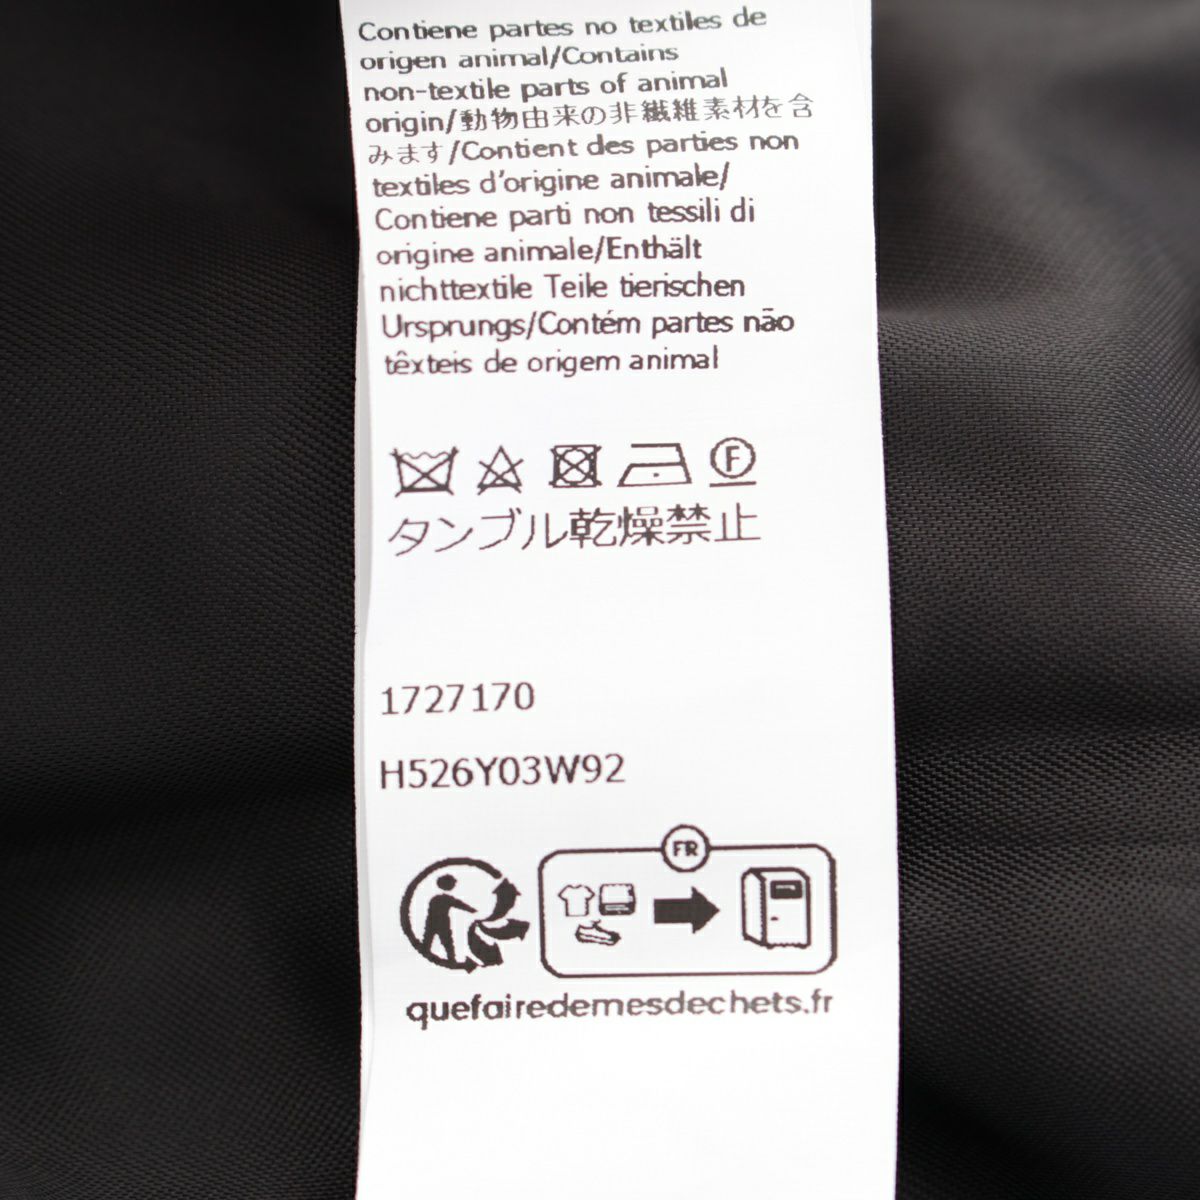 Contiene partes no textiles de
origen animal/Contains
non-textile parts of animal
origin/動物由来の非繊維素材を含
みます/Contient des parties non
textiles d'origine animale/
Contiene parti non tessili di
origine animale/Enthält
nichttextile Teile tierischen
Ursprungs/Contém partes não
têxteis de origem animal
F
タンブル乾燥禁止
1727170
H526Y03W92
FR
quefairedemesdechets.fr